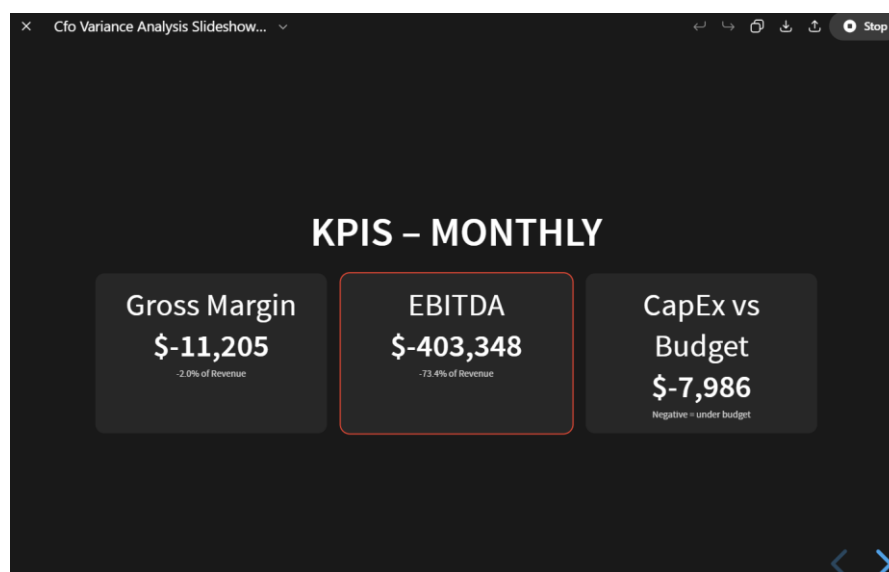 Cfo Variance Analysis Slideshow...
Stop
KPIS – MONTHLY
Gross Margin
$-11,205
-2.0% of Revenue
EBITDA
$-403,348
-73.4% of Revenue
CapEx vs
Budget
$-7,986
Negative = under budget